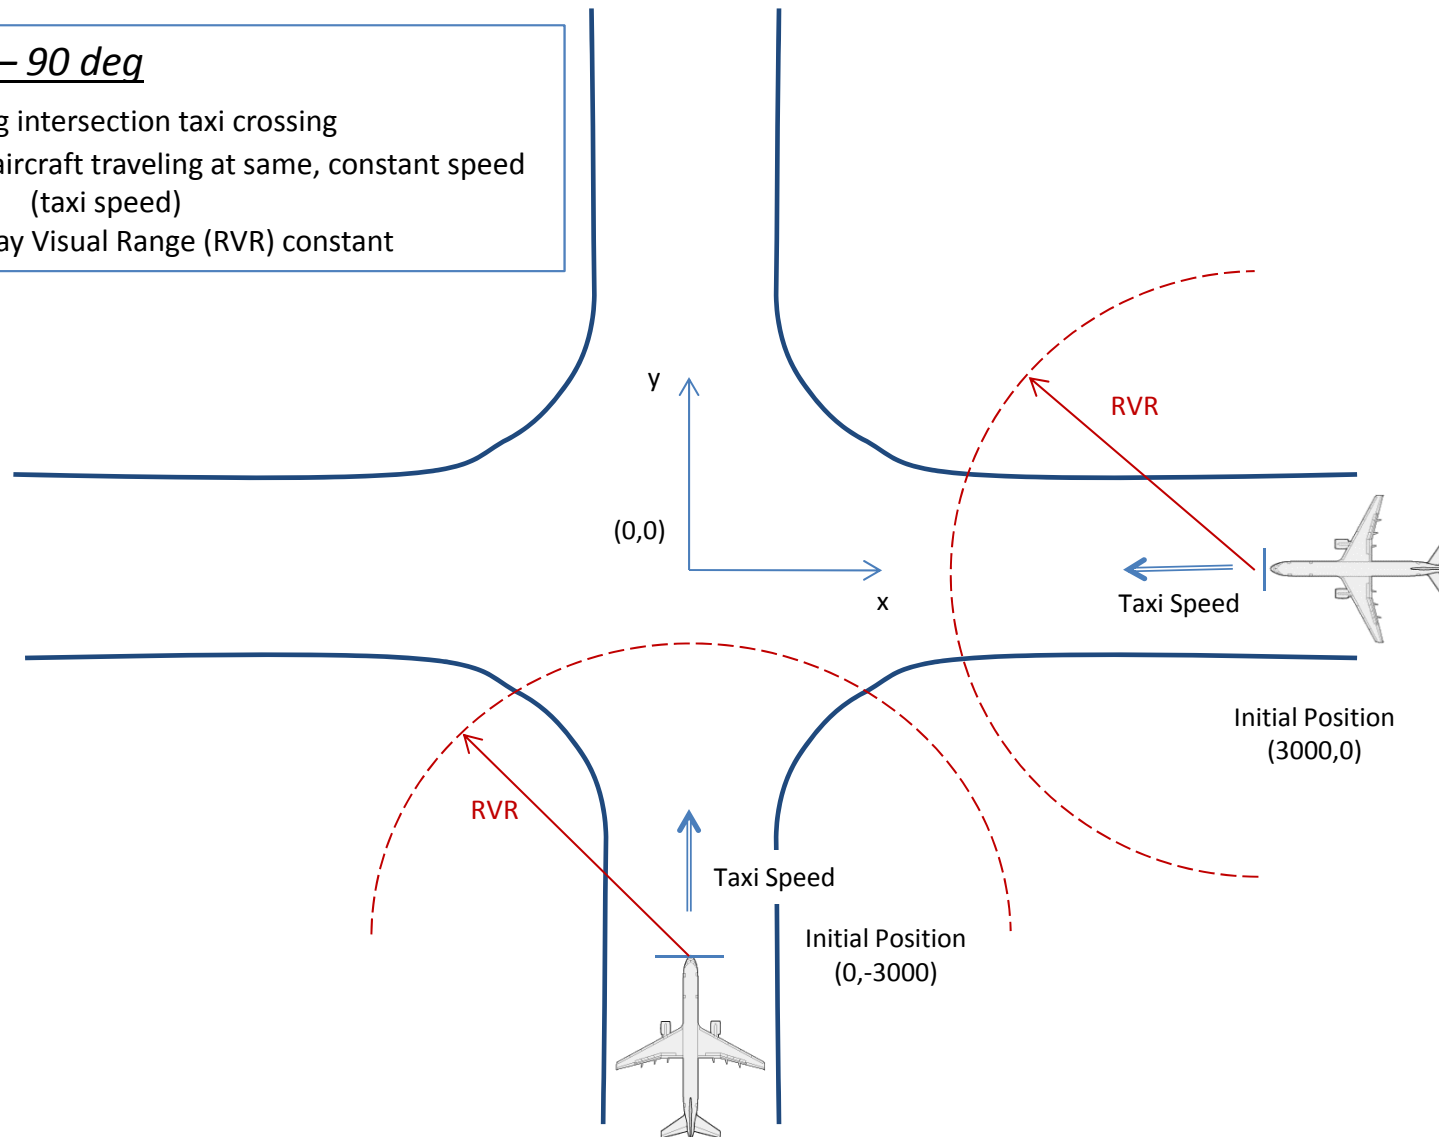 – 90 deg
intersection taxi crossing
aircraft traveling at same, constant speed
(taxi speed)
Visual Range (RVR) constant
y
RVR
(0,0)
Taxi Speed
x
Initial Position
(3000,0)
RVR
Taxi Speed
Initial Position
(0,-3000)